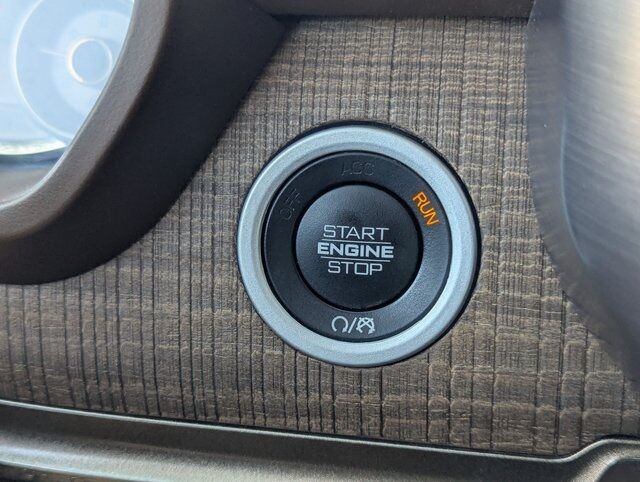 OFF
ACC
RUN
START
ENGINE
STOP